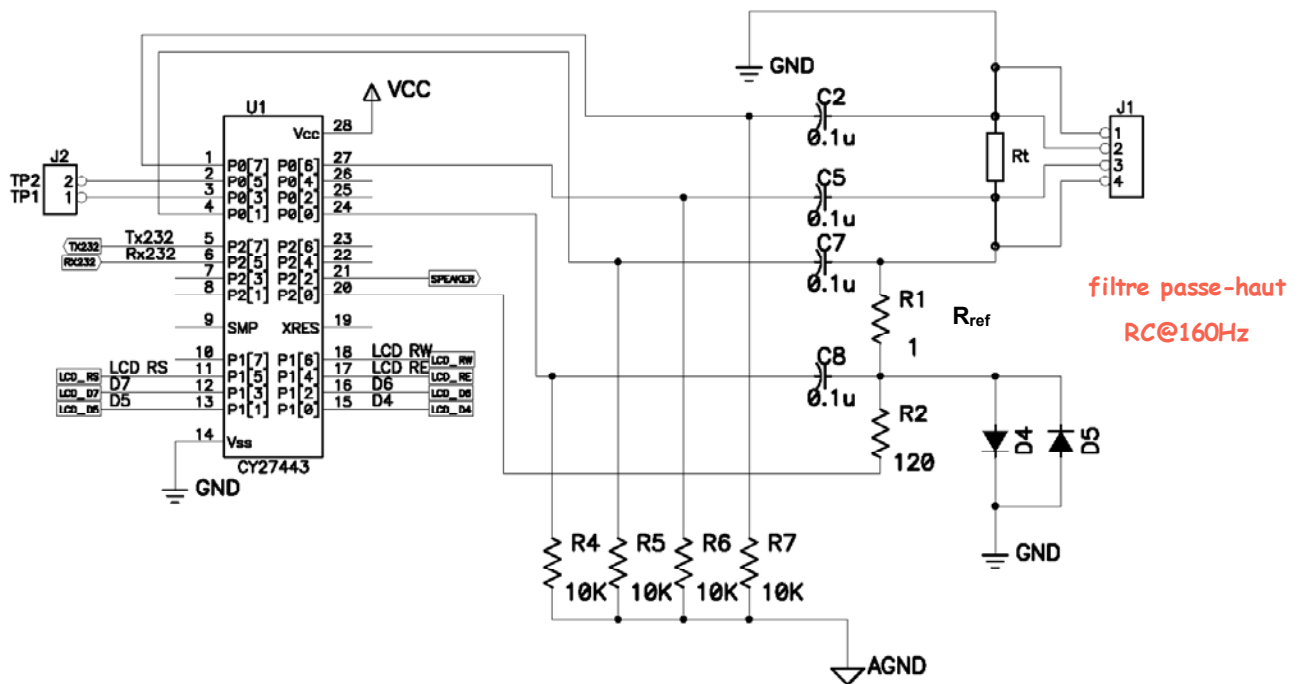 GND
VCC
U1
Vcc 28
J2
TP2 2
TP1 1
1 P0[7] P0[6] 27
2 P0[5] P0[4] 26
3 P0[3] P0[2] 25
4 P0[1] P0[0] 24
TX232 Tx232 5 P2[7] P2[6] 23
RX232 Rx232 6 P2[5] P2[4] 22
7 P2[3] P2[2] 21 SPEAKER
8 P2[1] P2[0] 20
9 SMP XRES 19
10 P1[7] P1[6] 18 LCD RW LCD_RW
LCD_RS LCD RS 11 P1[5] P1[4] 17 LCD RE LCD_RE
LCD_D7 D7 12 P1[3] P1[2] 16 D6 LCD_D6
LCD_D5 D5 13 P1[1] P1[0] 15 D4 LCD_D4
14 Vss
CY27443
GND
C2
0.1u
C5
0.1u
C7
0.1u
C8
0.1u
Rt
J1
1
2
3
4
R1
1
Rref
R2
120
D4
D5
GND
filtre passe-haut
RC@160Hz
R4 R5 R6 R7
10K 10K 10K 10K
AGND